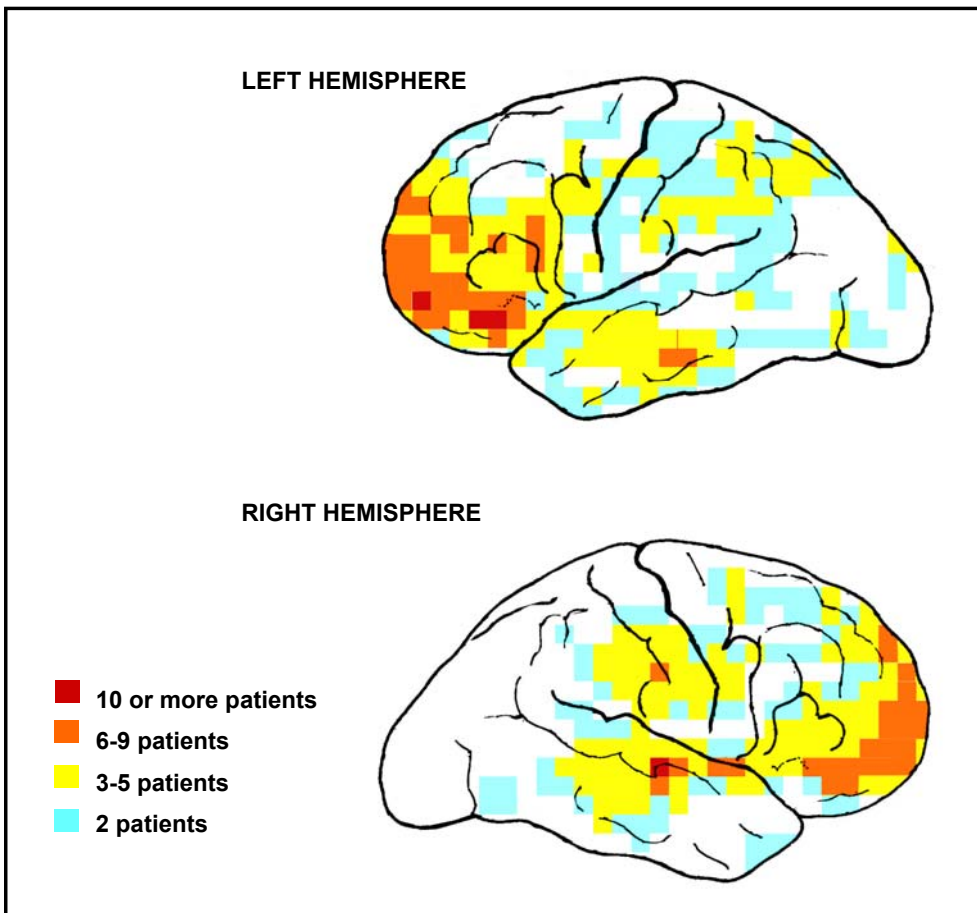 LEFT HEMISPHERE
RIGHT HEMISPHERE
10 or more patients
6-9 patients
3-5 patients
2 patients